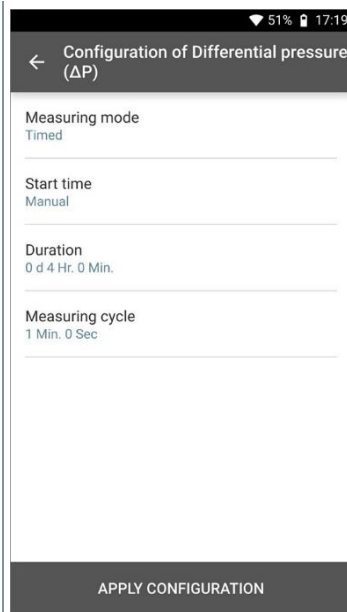 51% 17:19
Configuration of Differential pressure
(ΔP)
Measuring mode
Timed
Start time
Manual
Duration
0 d 4 Hr. 0 Min.
Measuring cycle
1 Min. 0 Sec
APPLY CONFIGURATION